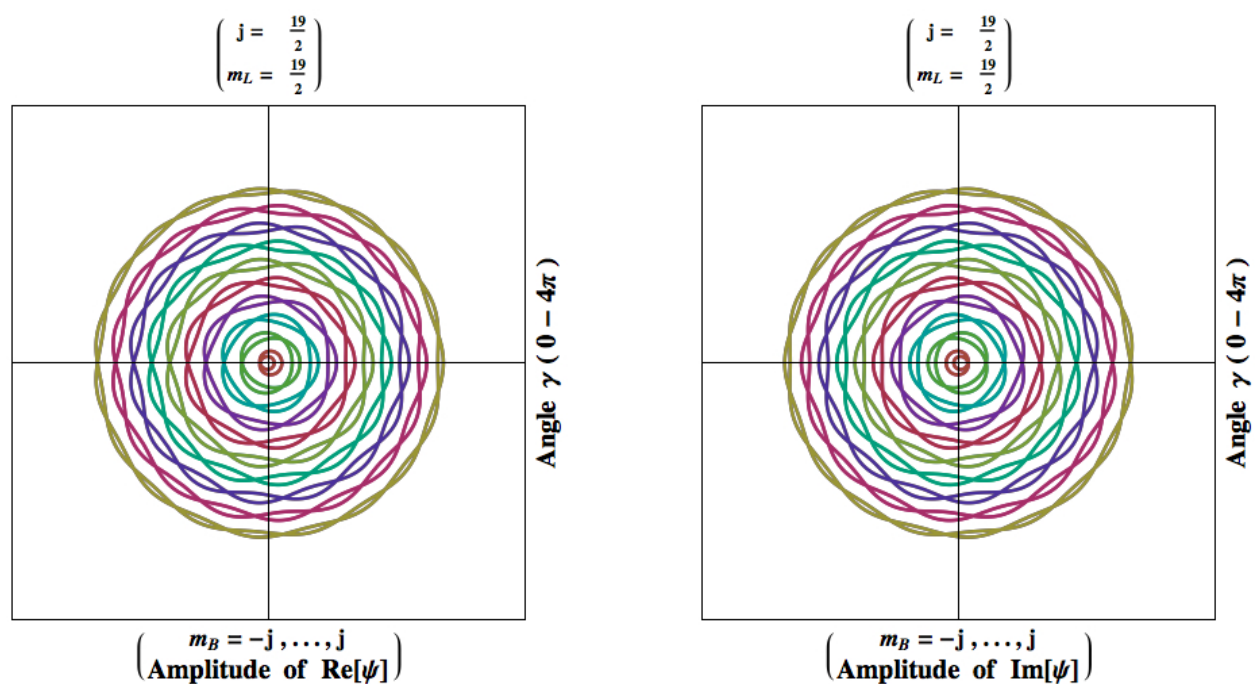 j = 19/2
m_L = 19/2
Angle γ ( 0 – 4π )
m_B = −j , . . . , j
Amplitude of Re[ψ]
j = 19/2
m_L = 19/2
Angle γ ( 0 – 4π )
m_B = −j , . . . , j
Amplitude of Im[ψ]